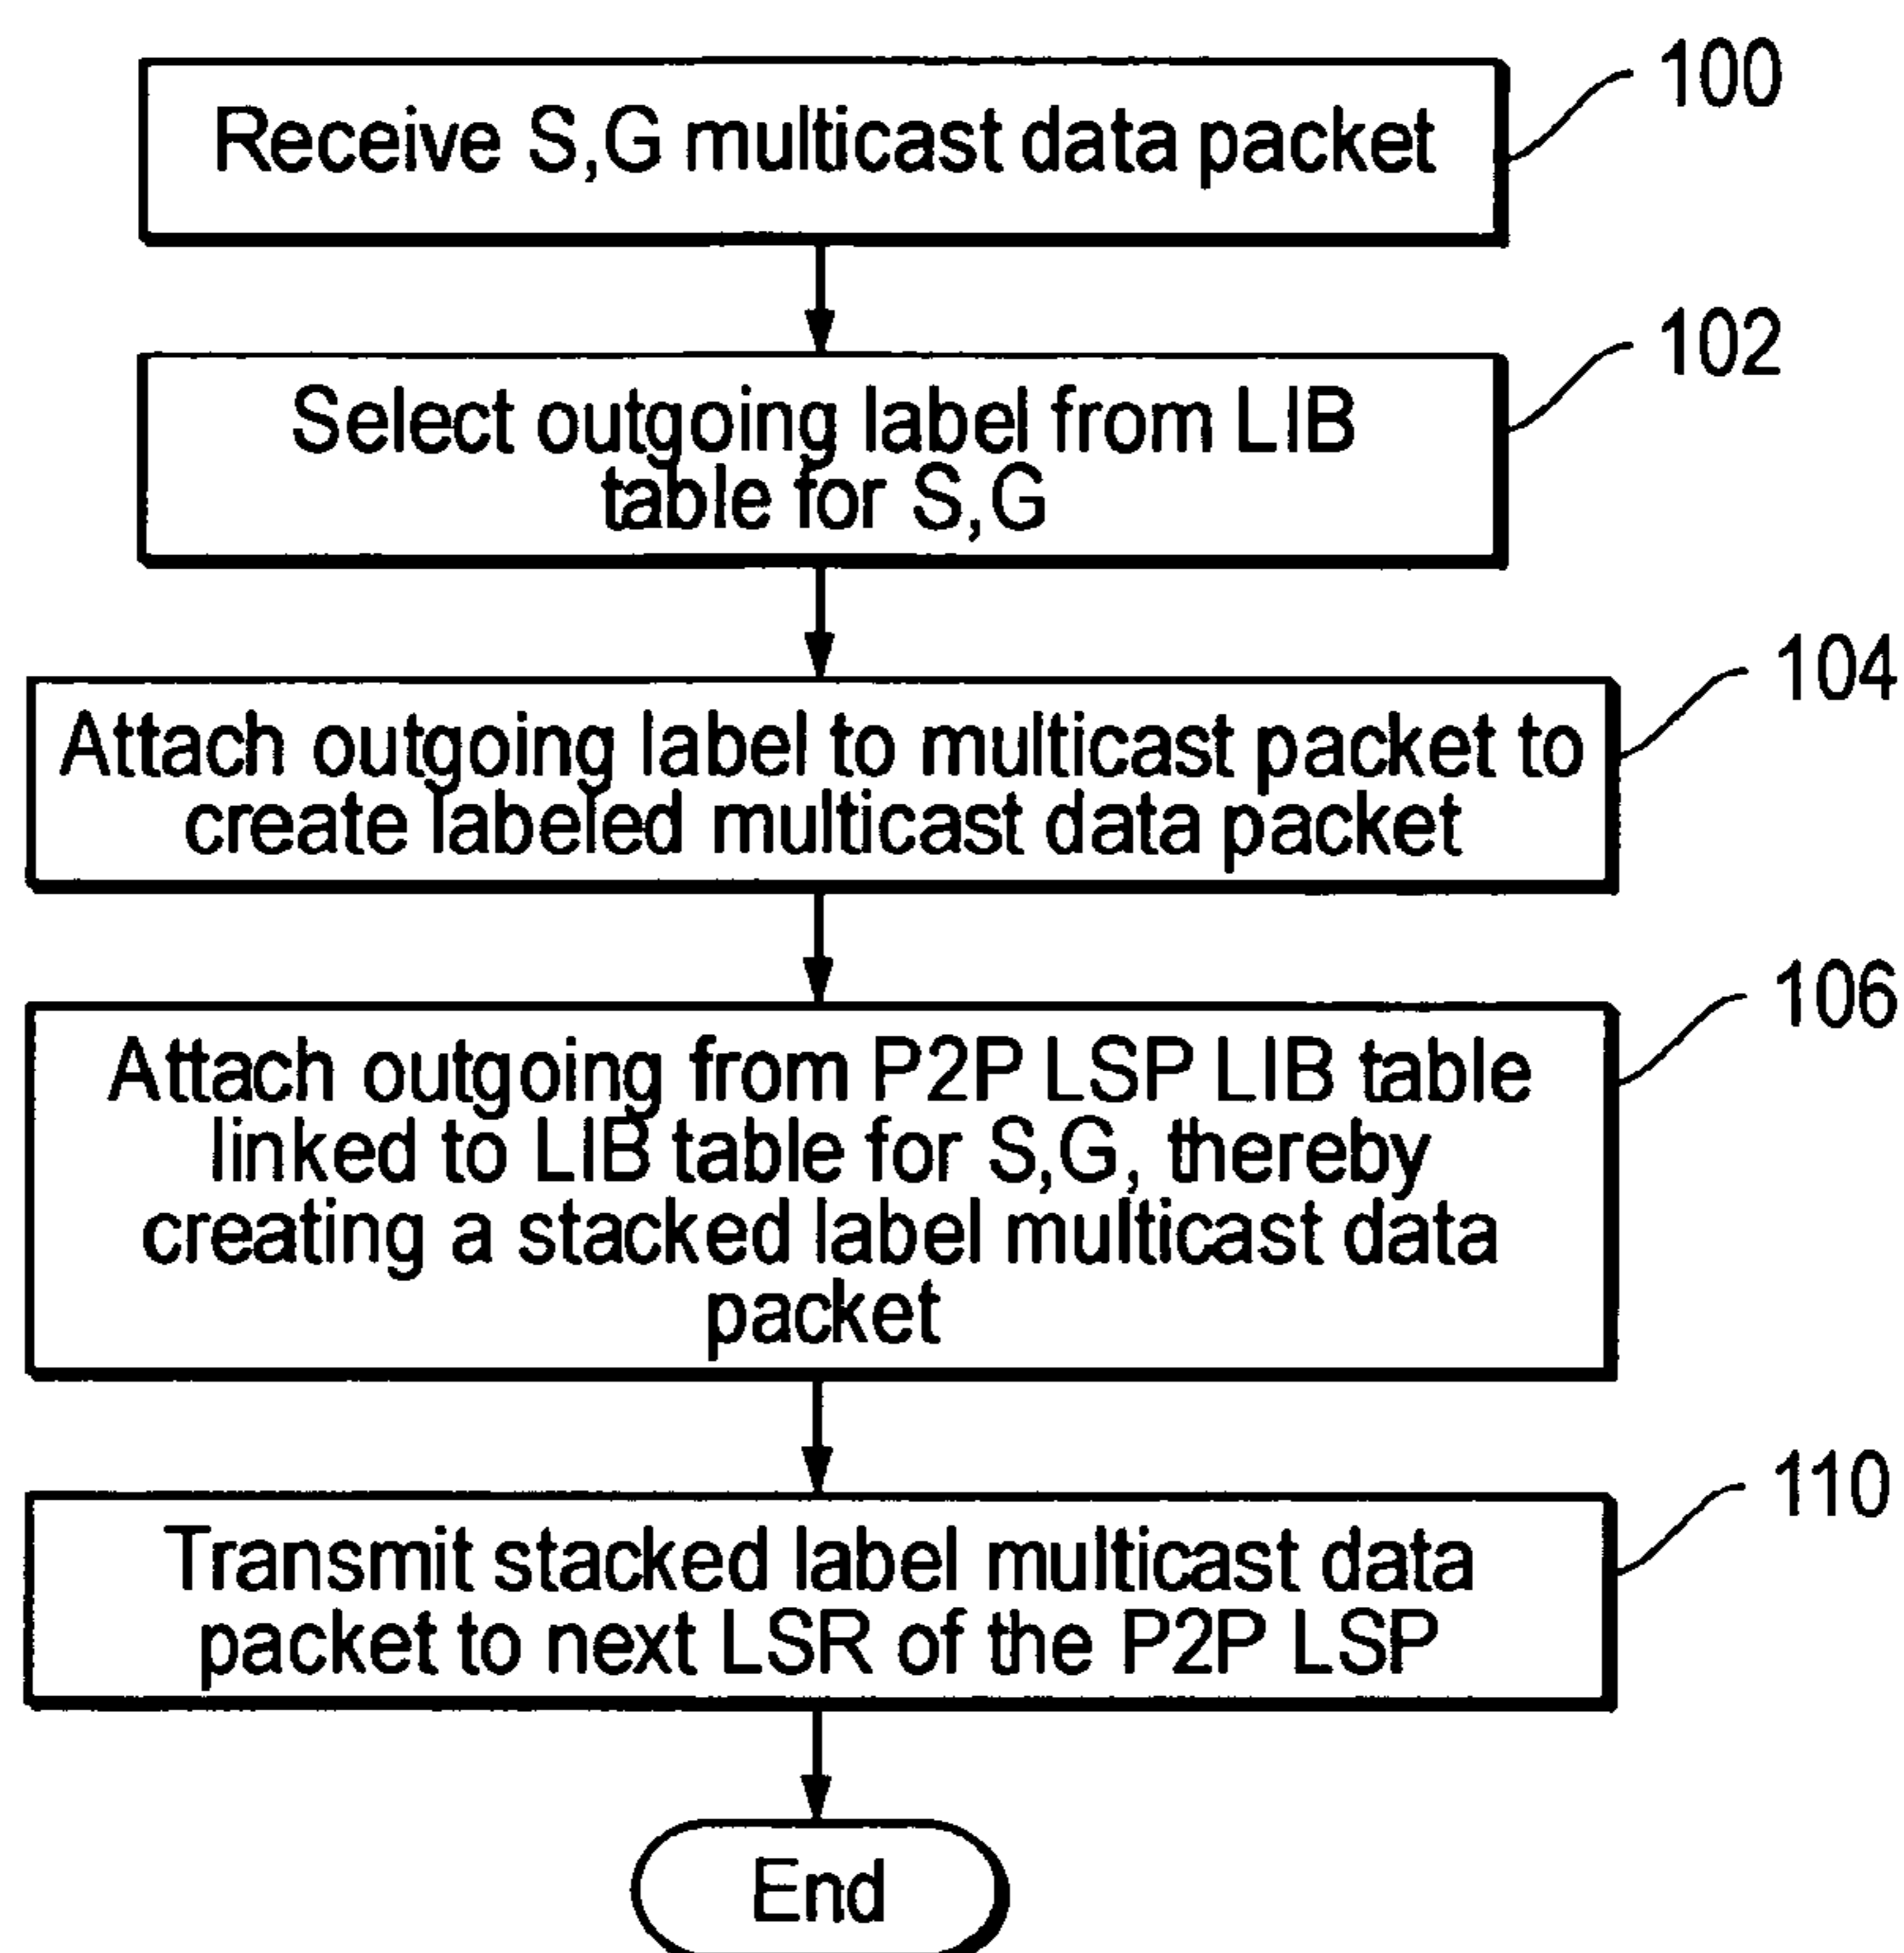 Receive S,G multicast data packet
100
Select outgoing label from LIB
table for S,G
102
Attach outgoing label to multicast packet to
create labeled multicast data packet
104
Attach outgoing from P2P LSP LIB table
linked to LIB table for S,G, thereby
creating a stacked label multicast data
packet
106
Transmit stacked label multicast data
packet to next LSR of the P2P LSP
110
End